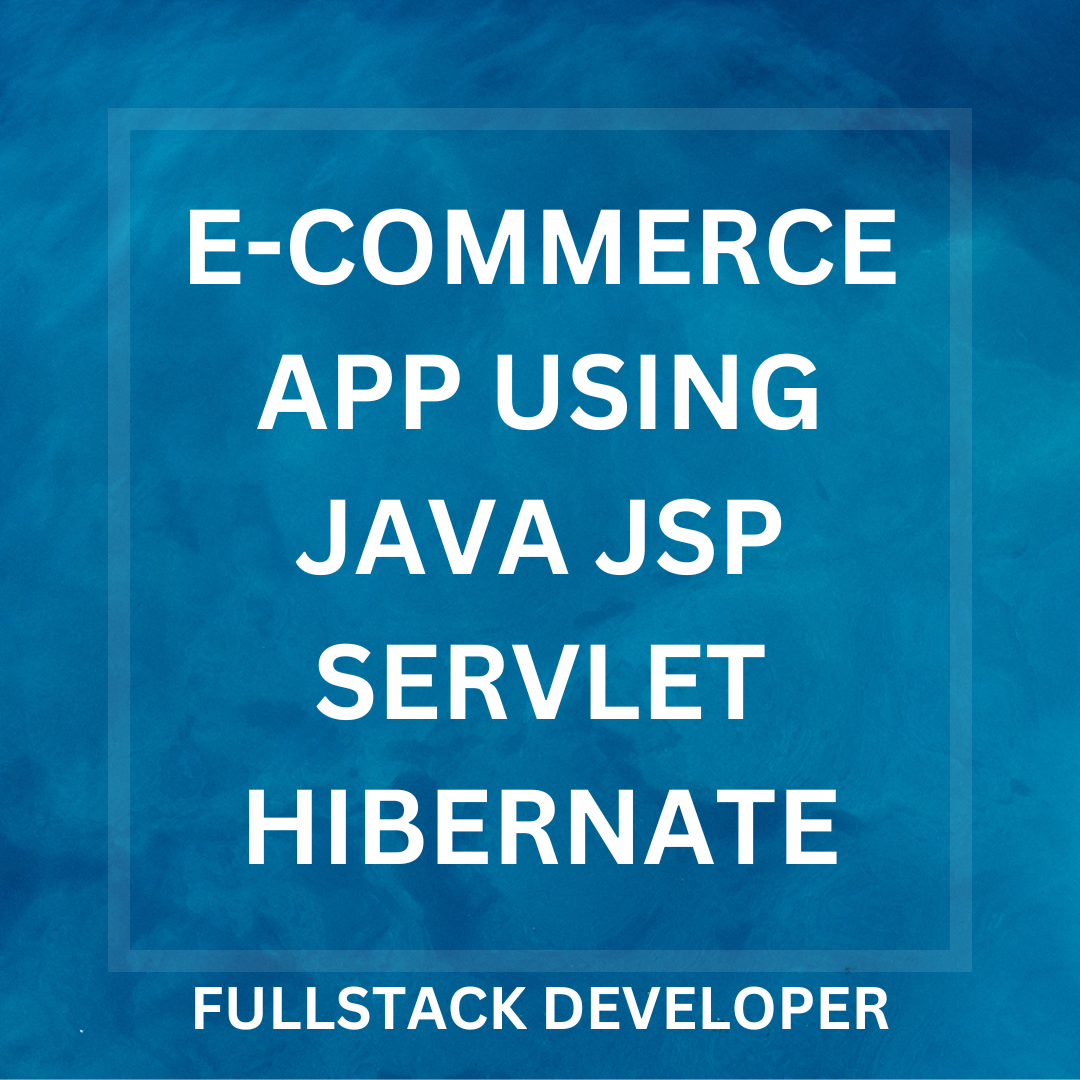 E-COMMERCE
APP USING
JAVA JSP
SERVLET
HIBERNATE
FULLSTACK DEVELOPER